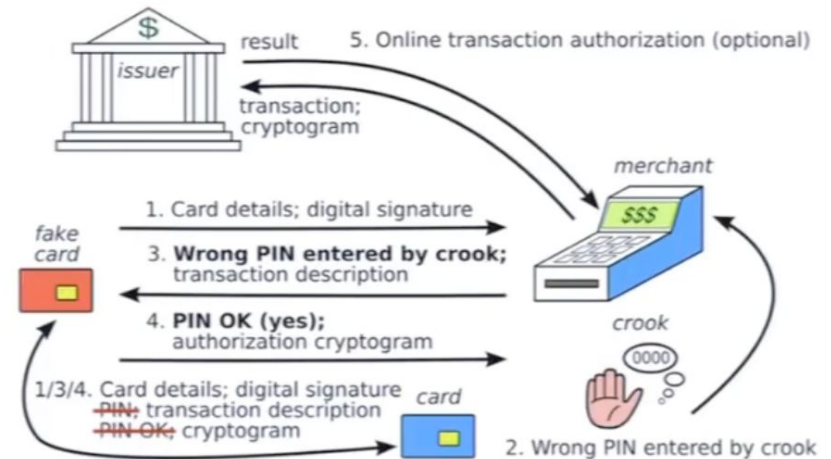 $
issuer
result
5. Online transaction authorization (optional)
transaction;
cryptogram
merchant
$$$
1. Card details; digital signature
fake
card
3. Wrong PIN entered by crook;
transaction description
4. PIN OK (yes);
authorization cryptogram
crook
0000
1/3/4. Card details; digital signature
PIN; transaction description
PIN OK; cryptogram
card
2. Wrong PIN entered by crook